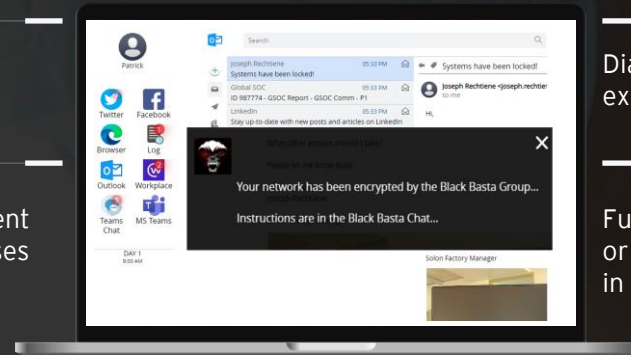 Patrick
Twitter Facebook
Browser Log
Outlook Workplace
Teams Chat MS Teams
DAY 1
8:00 AM
Search
Joseph Rechtiene 05:33 PM
Systems have been locked!
Global SOC 05:33 PM
ID 987774 - GSOC Report - GSOC Comm - P1
LinkedIn 05:33 PM
Stay up-to-date with new posts and articles on LinkedIn
Systems have been locked!
Joseph Rechtiene <joseph.rechtier
to me
Hi,
Your network has been encrypted by the Black Basta Group...
Instructions are in the Black Basta Chat...
Joseph Rechtiene
Solon Factory Manager
ent
ses
Dia
ex
Fu
or
in